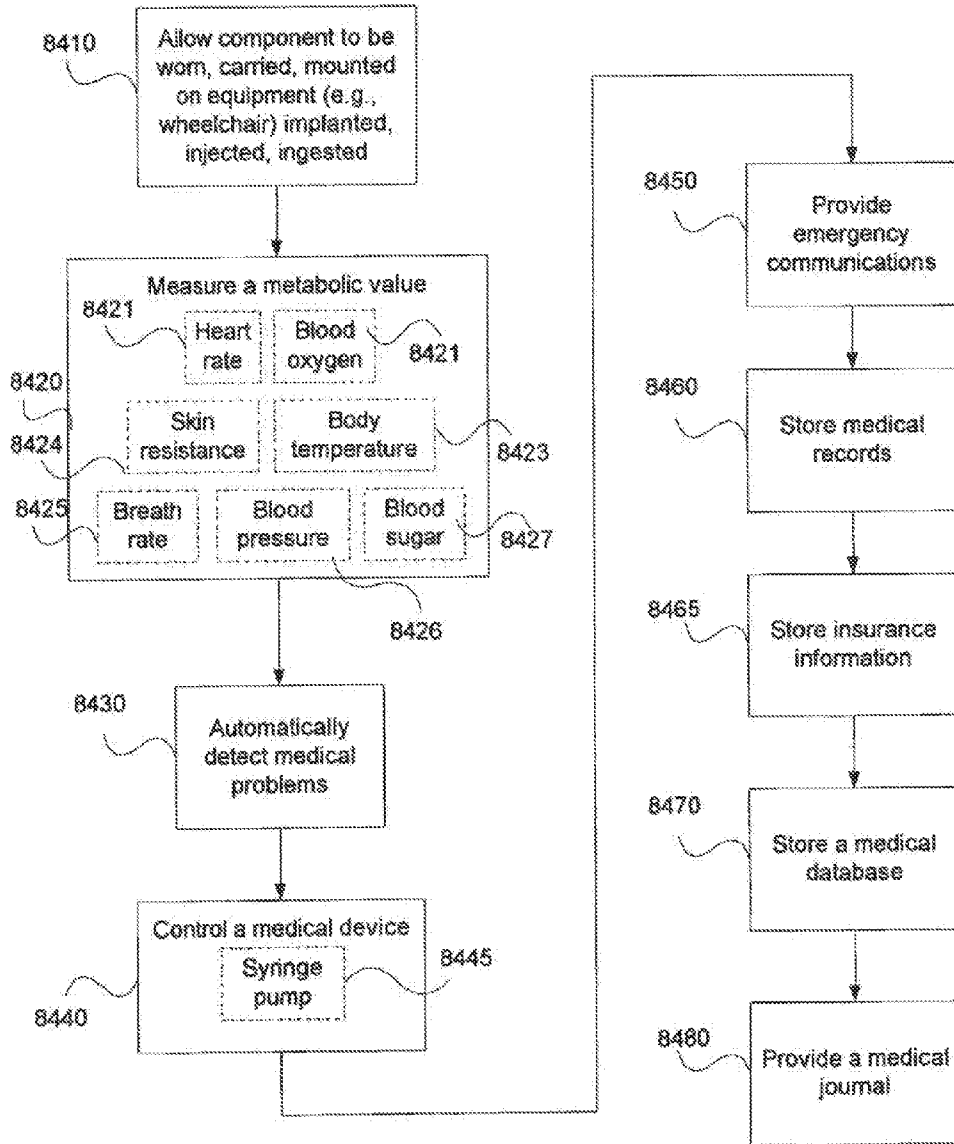 8410
Allow component to be
worn, carried, mounted
on equipment (e.g.,
wheelchair) implanted,
injected, ingested
8420
Measure a metabolic value
8421
Heart
rate
Blood
oxygen
8421
8424
Skin
resistance
Body
temperature
8423
8425
Breath
rate
Blood
pressure
8426
Blood
sugar
8427
8430
Automatically
detect medical
problems
8440
Control a medical device
Syringe
pump
8445
8450
Provide
emergency
communications
8460
Store medical
records
8465
Store insurance
information
8470
Store a medical
database
8480
Provide a medical
journal